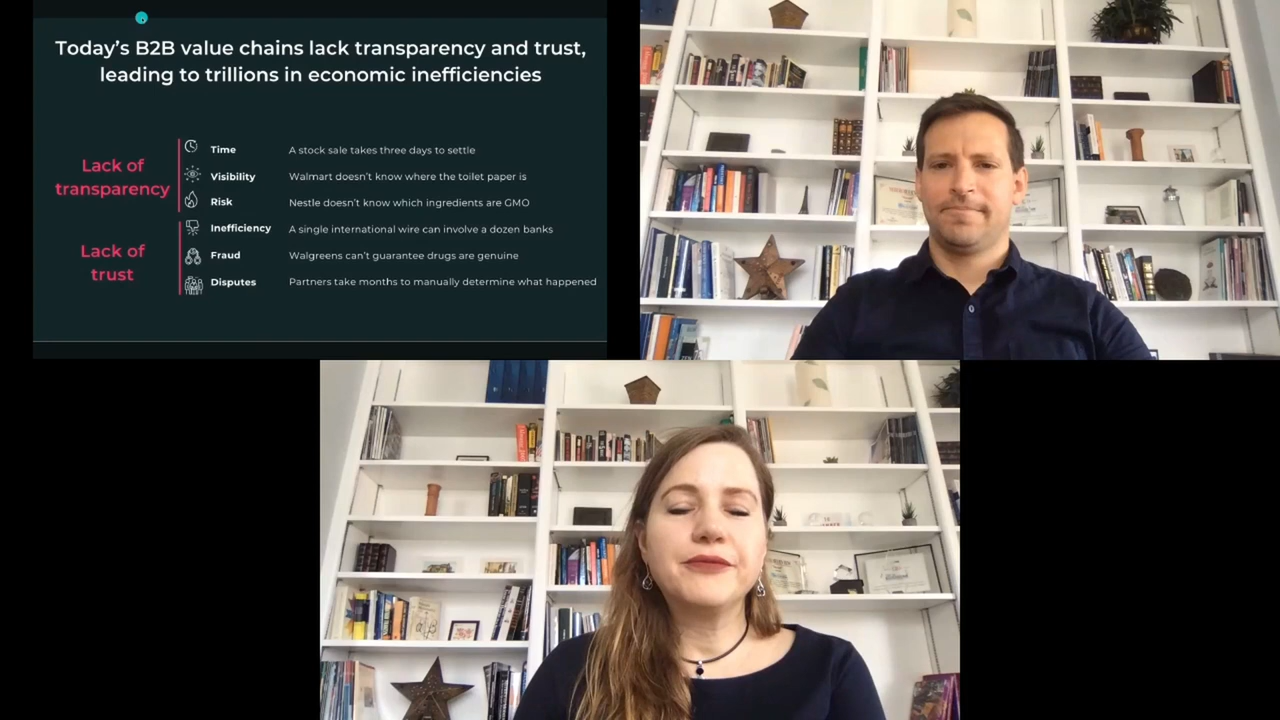 Today's B2B value chains lack transparency and trust,
leading to trillions in economic inefficiencies
Lack of
transparency
Time A stock sale takes three days to settle
Visibility Walmart doesn't know where the toilet paper is
Risk Nestle doesn't know which ingredients are GMO
Lack of
trust
Inefficiency A single international wire can involve a dozen banks
Fraud Walgreens can't guarantee drugs are genuine
Disputes Partners take months to manually determine what happened